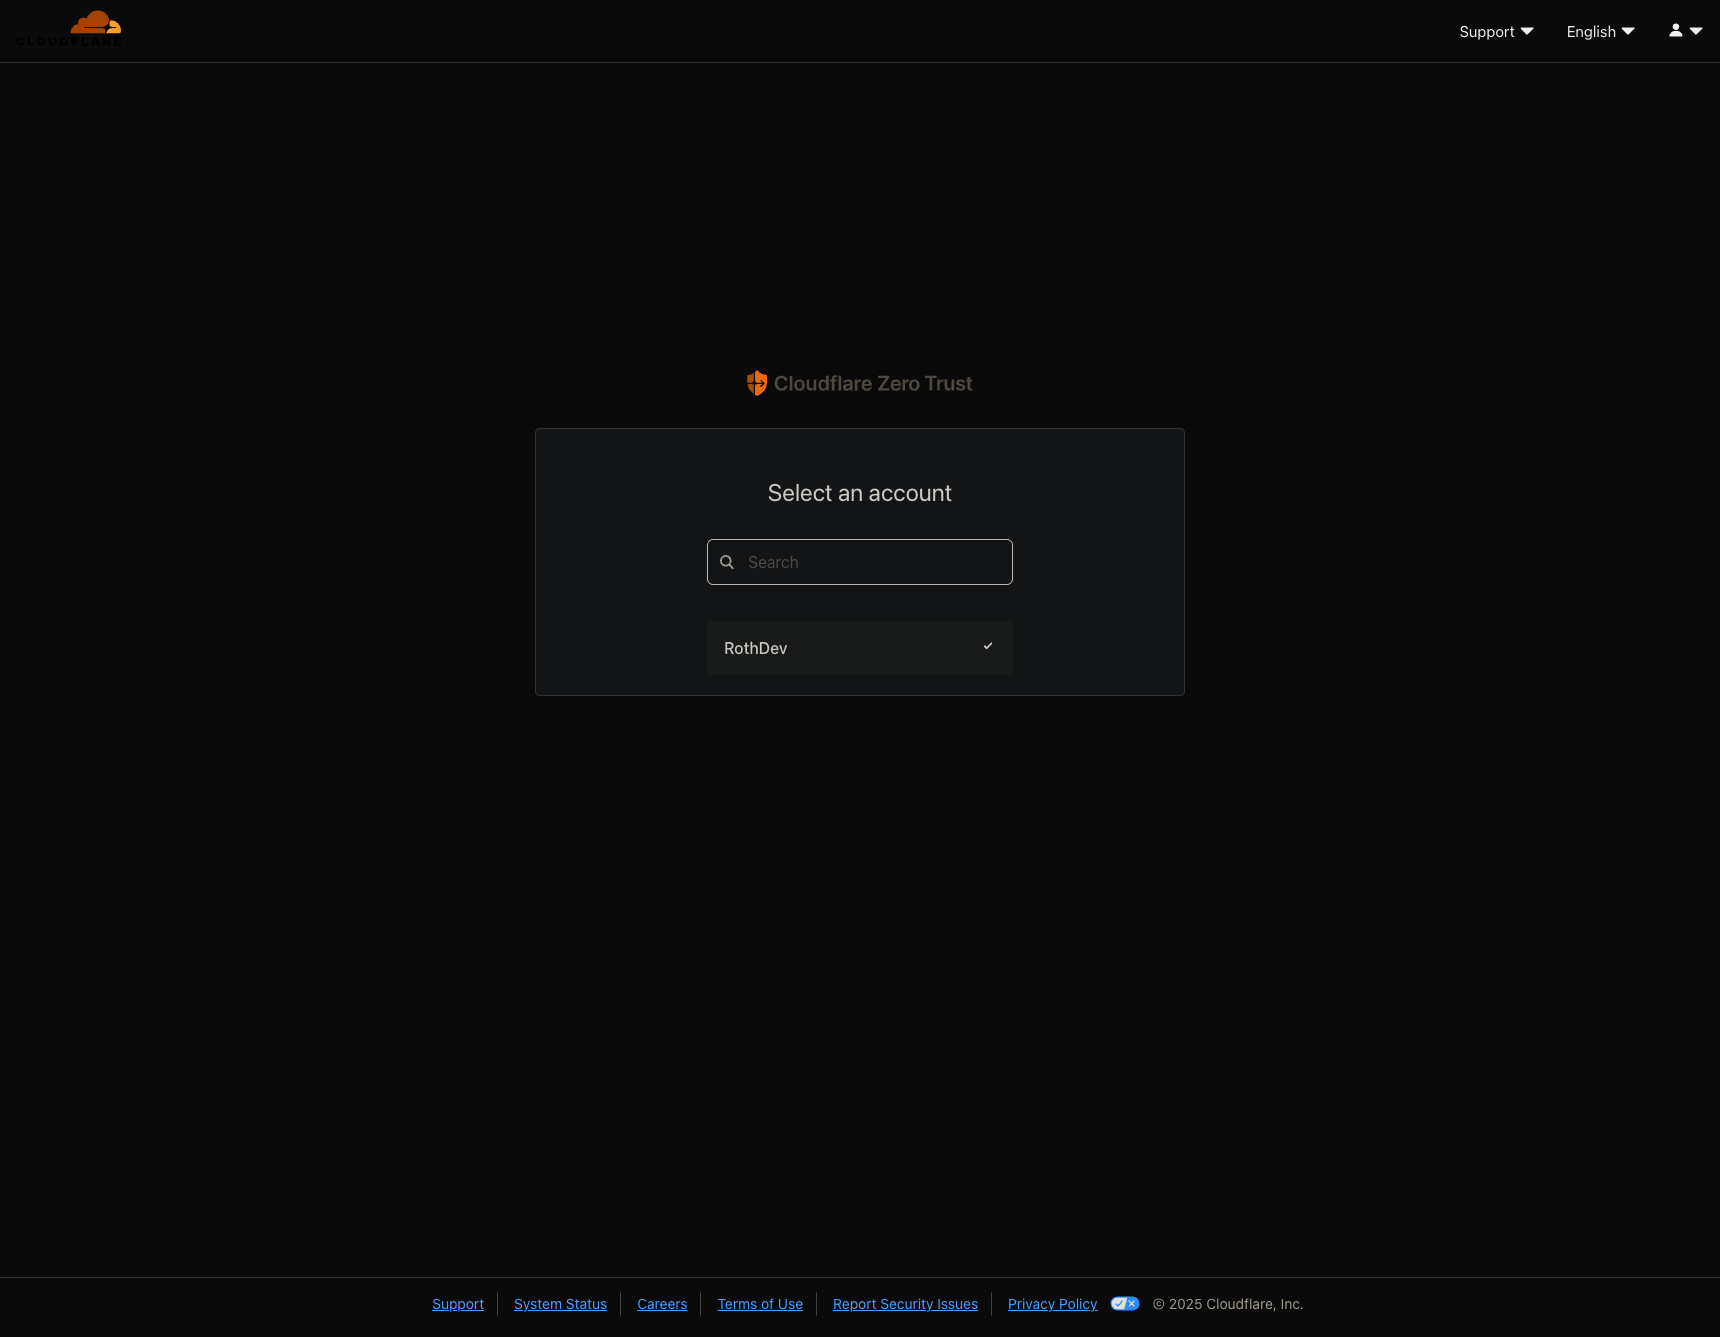 CLOUDFLARE
Support
English
Cloudflare Zero Trust
Select an account
Search
RothDev
Support
System Status
Careers
Terms of Use
Report Security Issues
Privacy Policy
© 2025 Cloudflare, Inc.